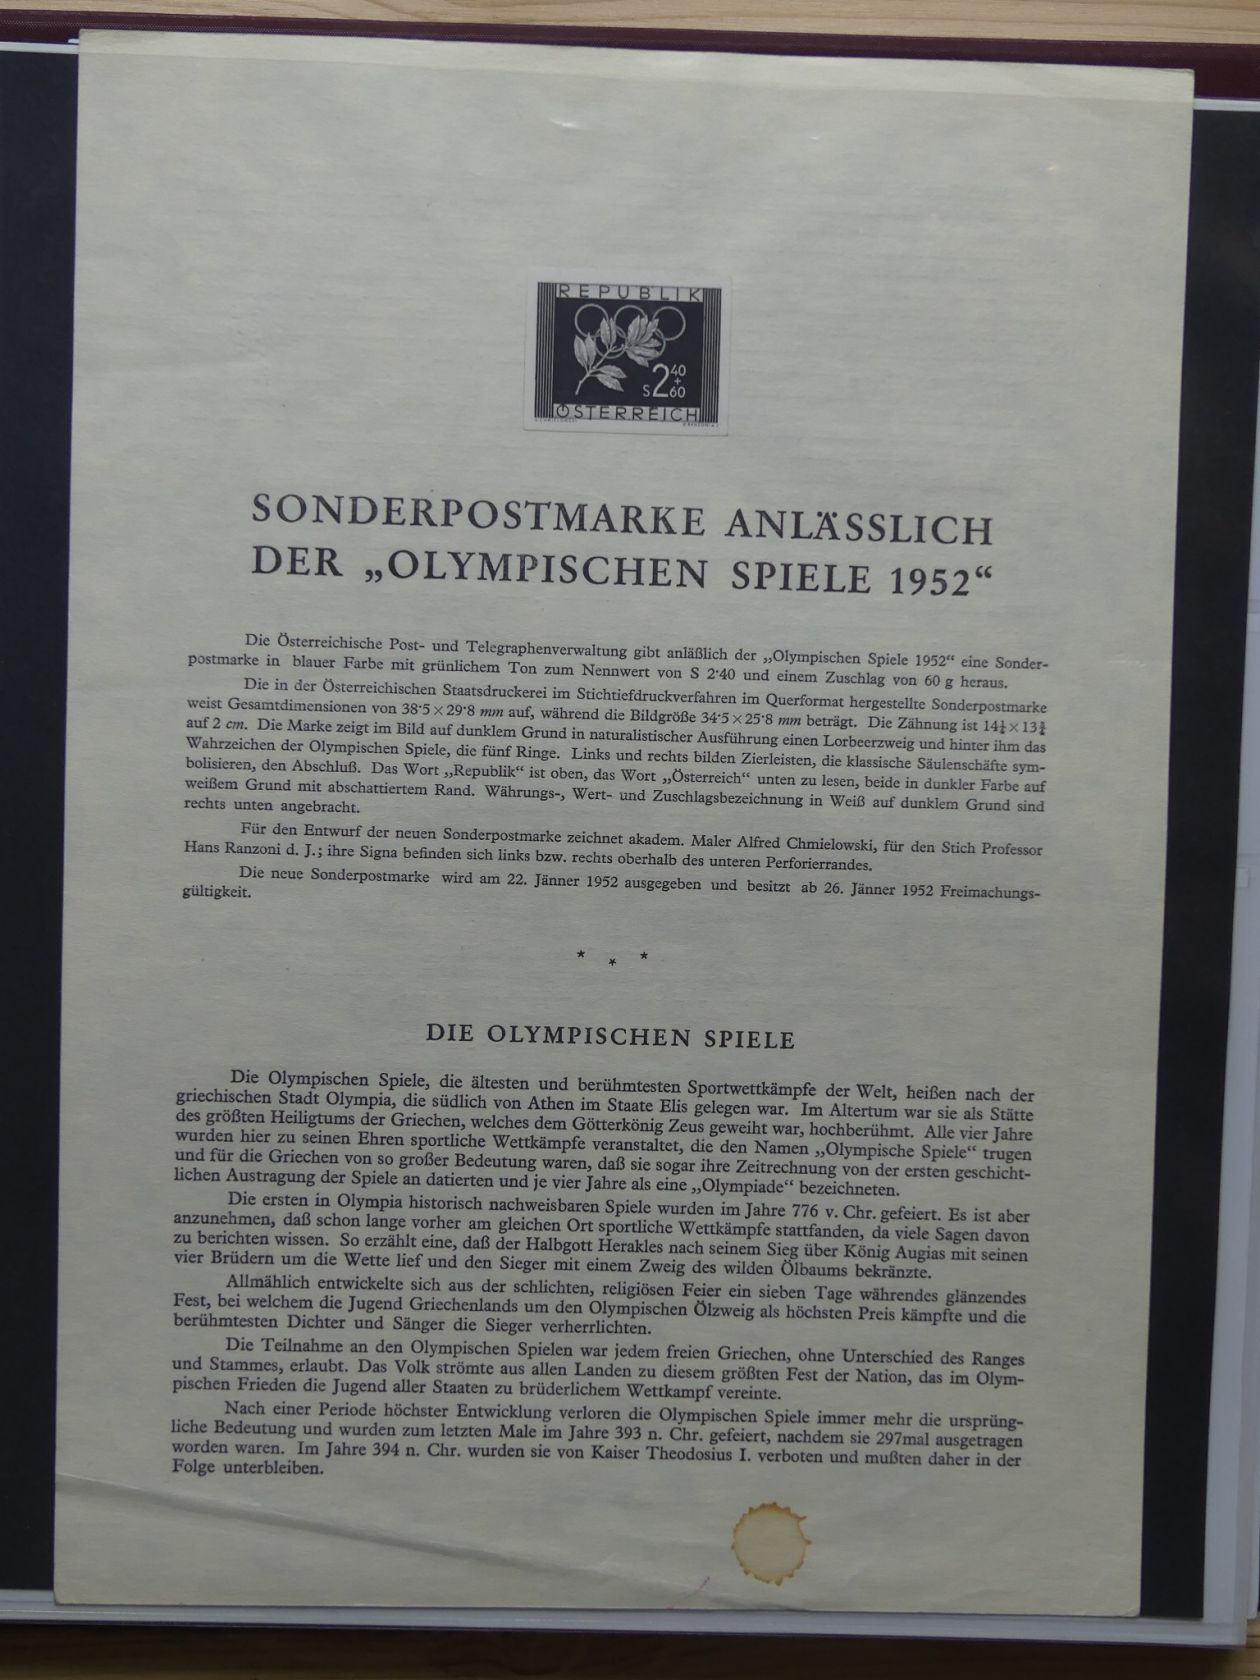 REPUBLIK
S 2 40 + 60
ÖSTERREICH
SONDERPOSTMARKE ANLÄSSLICH
DER „OLYMPISCHEN SPIELE 1952“
Die Österreichische Post- und Telegraphenverwaltung gibt anläßlich der „Olympischen Spiele 1952“ eine Sonder-
postmarke in blauer Farbe mit grünlichem Ton zum Nennwert von S 2·40 und einem Zuschlag von 60 g heraus.
Die in der Österreichischen Staatsdruckerei im Stichtiefdruckverfahren im Querformat hergestellte Sonderpostmarke
weist Gesamtdimensionen von 38·5 × 29·8 mm auf, während die Bildgröße 34·5 × 25·8 mm beträgt. Die Zähnung ist 14¼ × 13¾
auf 2 cm. Die Marke zeigt im Bild auf dunklem Grund in naturalistischer Ausführung einen Lorbeerzweig und hinter ihm das
Wahrzeichen der Olympischen Spiele, die fünf Ringe. Links und rechts bilden Zierleisten, die klassische Säulenschäfte sym-
bolisieren, den Abschluß. Das Wort „Republik“ ist oben, das Wort „Österreich“ unten zu lesen, beide in dunkler Farbe auf
weißem Grund mit abschattiertem Rand. Währungs-, Wert- und Zuschlagsbezeichnung in Weiß auf dunklem Grund sind
rechts unten angebracht.
Für den Entwurf der neuen Sonderpostmarke zeichnet akadem. Maler Alfred Chmielowski, für den Stich Professor
Hans Ranzoni d. J.; ihre Signa befinden sich links bzw. rechts oberhalb des unteren Perforierrandes.
Die neue Sonderpostmarke wird am 22. Jänner 1952 ausgegeben und besitzt ab 26. Jänner 1952 Freimachungs-
gültigkeit.
* * *
DIE OLYMPISCHEN SPIELE
Die Olympischen Spiele, die ältesten und berühmtesten Sportwettkämpfe der Welt, heißen nach der
griechischen Stadt Olympia, die südlich von Athen im Staate Elis gelegen war. Im Altertum war sie als Stätte
des größten Heiligtums der Griechen, welches dem Götterkönig Zeus geweiht war, hochberühmt. Alle vier Jahre
wurden hier zu seinen Ehren sportliche Wettkämpfe veranstaltet, die den Namen „Olympische Spiele“ trugen
und für die Griechen von so großer Bedeutung waren, daß sie sogar ihre Zeitrechnung von der ersten geschicht-
lichen Austragung der Spiele an datierten und je vier Jahre als eine „Olympiade“ bezeichneten.
Die ersten in Olympia historisch nachweisbaren Spiele wurden im Jahre 776 v. Chr. gefeiert. Es ist aber
anzunehmen, daß schon lange vorher am gleichen Ort sportliche Wettkämpfe stattfanden, da viele Sagen davon
zu berichten wissen. So erzählt eine, daß der Halbgott Herakles nach seinem Sieg über König Augias mit seinen
vier Brüdern um die Wette lief und den Sieger mit einem Zweig des wilden Ölbaums bekränzte.
Allmählich entwickelte sich aus der schlichten, religiösen Feier ein sieben Tage währendes glänzendes
Fest, bei welchem die Jugend Griechenlands um den Olympischen Ölzweig als höchsten Preis kämpfte und die
berühmtesten Dichter und Sänger die Sieger verherrlichten.
Die Teilnahme an den Olympischen Spielen war jedem freien Griechen, ohne Unterschied des Ranges
und Stammes, erlaubt. Das Volk strömte aus allen Landen zu diesem größten Fest der Nation, das im Olym-
pischen Frieden die Jugend aller Staaten zu brüderlichem Wettkampf vereinte.
Nach einer Periode höchster Entwicklung verloren die Olympischen Spiele immer mehr die ursprüng-
liche Bedeutung und wurden zum letzten Male im Jahre 393 n. Chr. gefeiert, nachdem sie 297mal ausgetragen
worden waren. Im Jahre 394 n. Chr. wurden sie von Kaiser Theodosius I. verboten und mußten daher in der
Folge unterbleiben.